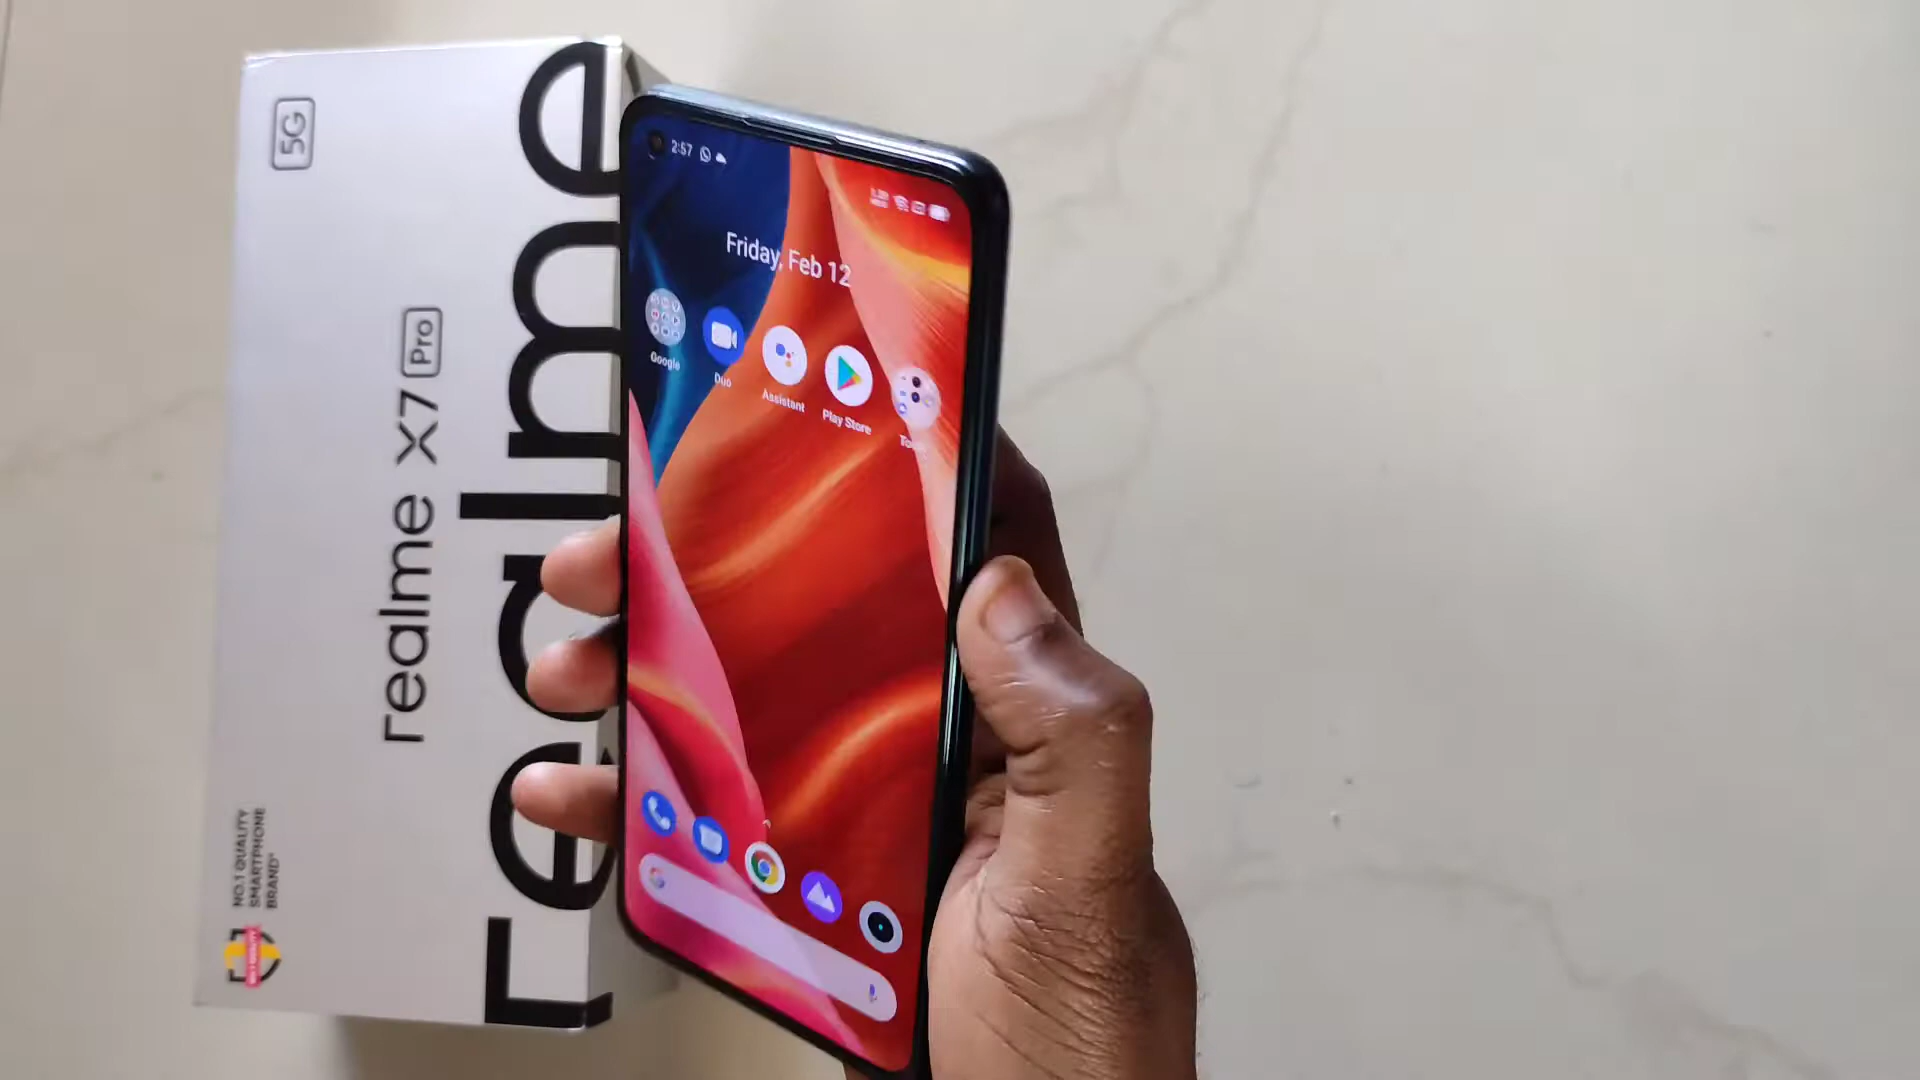 5G
realme X7 Pro
realme
NO.1 QUALITY
SMARTPHONE
BRAND*
2:57
Friday, Feb 12
Google
Duo
Assistant
Play Store